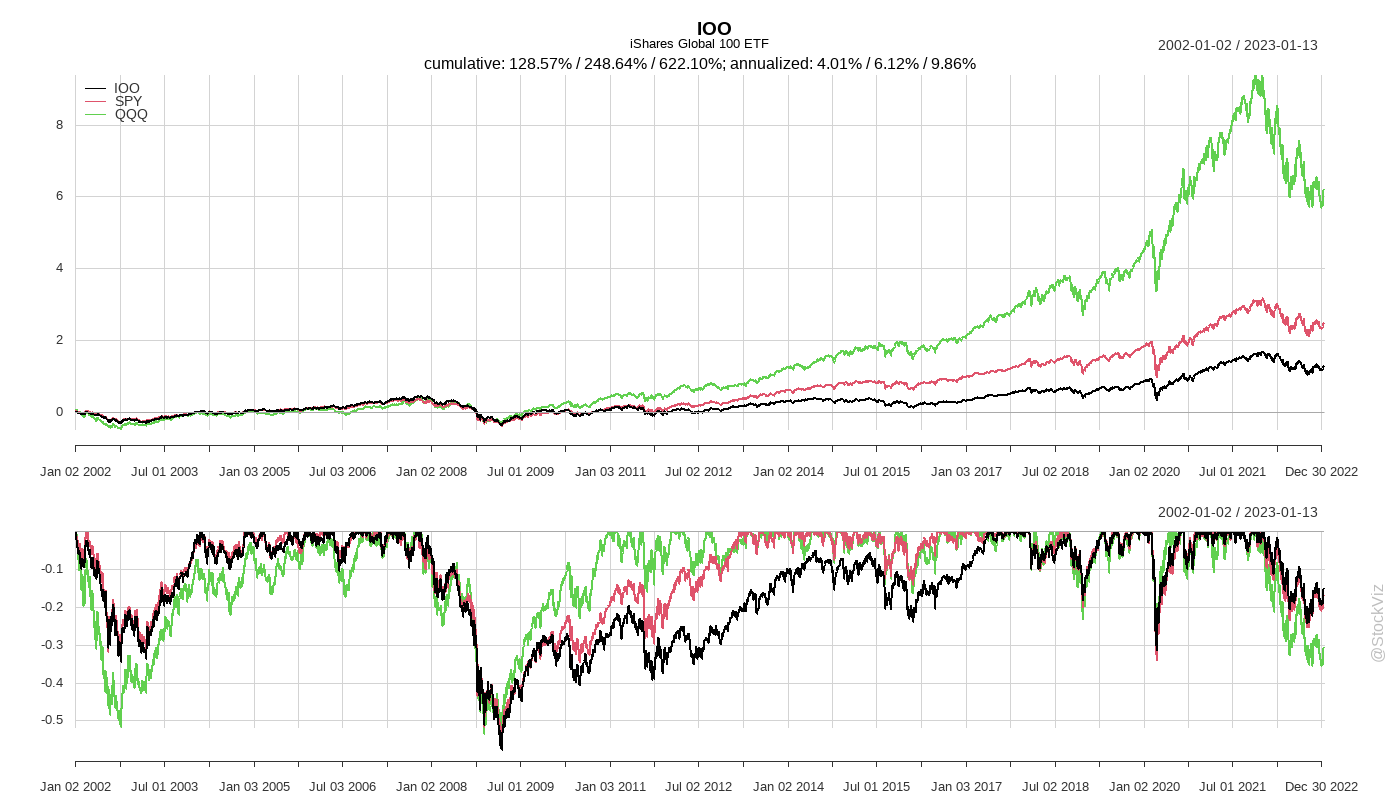 IOO
iShares Global 100 ETF
2002-01-02 / 2023-01-13
cumulative: 128.57% / 248.64% / 622.10%; annualized: 4.01% / 6.12% / 9.86%
IOO
SPY
QQQ
8
6
4
2
0
Jan 02 2002 Jul 01 2003 Jan 03 2005 Jul 03 2006 Jan 02 2008 Jul 01 2009 Jan 03 2011 Jul 02 2012 Jan 02 2014 Jul 01 2015 Jan 03 2017 Jul 02 2018 Jan 02 2020 Jul 01 2021 Dec 30 2022
2002-01-02 / 2023-01-13
-0.1
-0.2
-0.3
-0.4
-0.5
Jan 02 2002 Jul 01 2003 Jan 03 2005 Jul 03 2006 Jan 02 2008 Jul 01 2009 Jan 03 2011 Jul 02 2012 Jan 02 2014 Jul 01 2015 Jan 03 2017 Jul 02 2018 Jan 02 2020 Jul 01 2021 Dec 30 2022
@StockViz